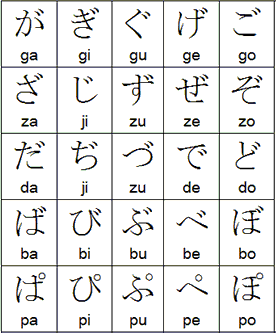 が ぎ ぐ げ ご
ga gi gu ge go
ざ じ ず ぜ ぞ
za ji zu ze zo
だ ぢ づ で ど
da ji zu de do
ば び ぶ べ ぼ
ba bi bu be bo
ぱ ぴ ぷ ぺ ぽ
pa pi pu pe po